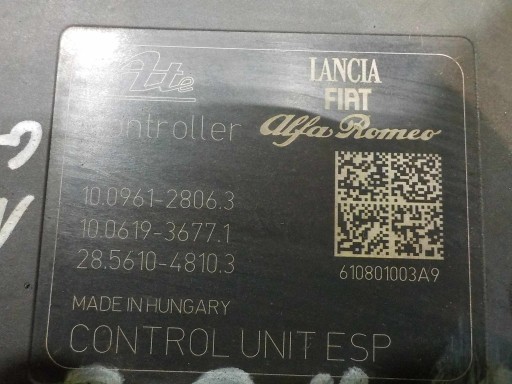 Ate
LANCIA
FIAT
Controller
Alfa Romeo
10.0961-2806.3
10.0619-3677.1
28.5610-4810.3
610801003A9
MADE IN HUNGARY
CONTROL UNIT ESP